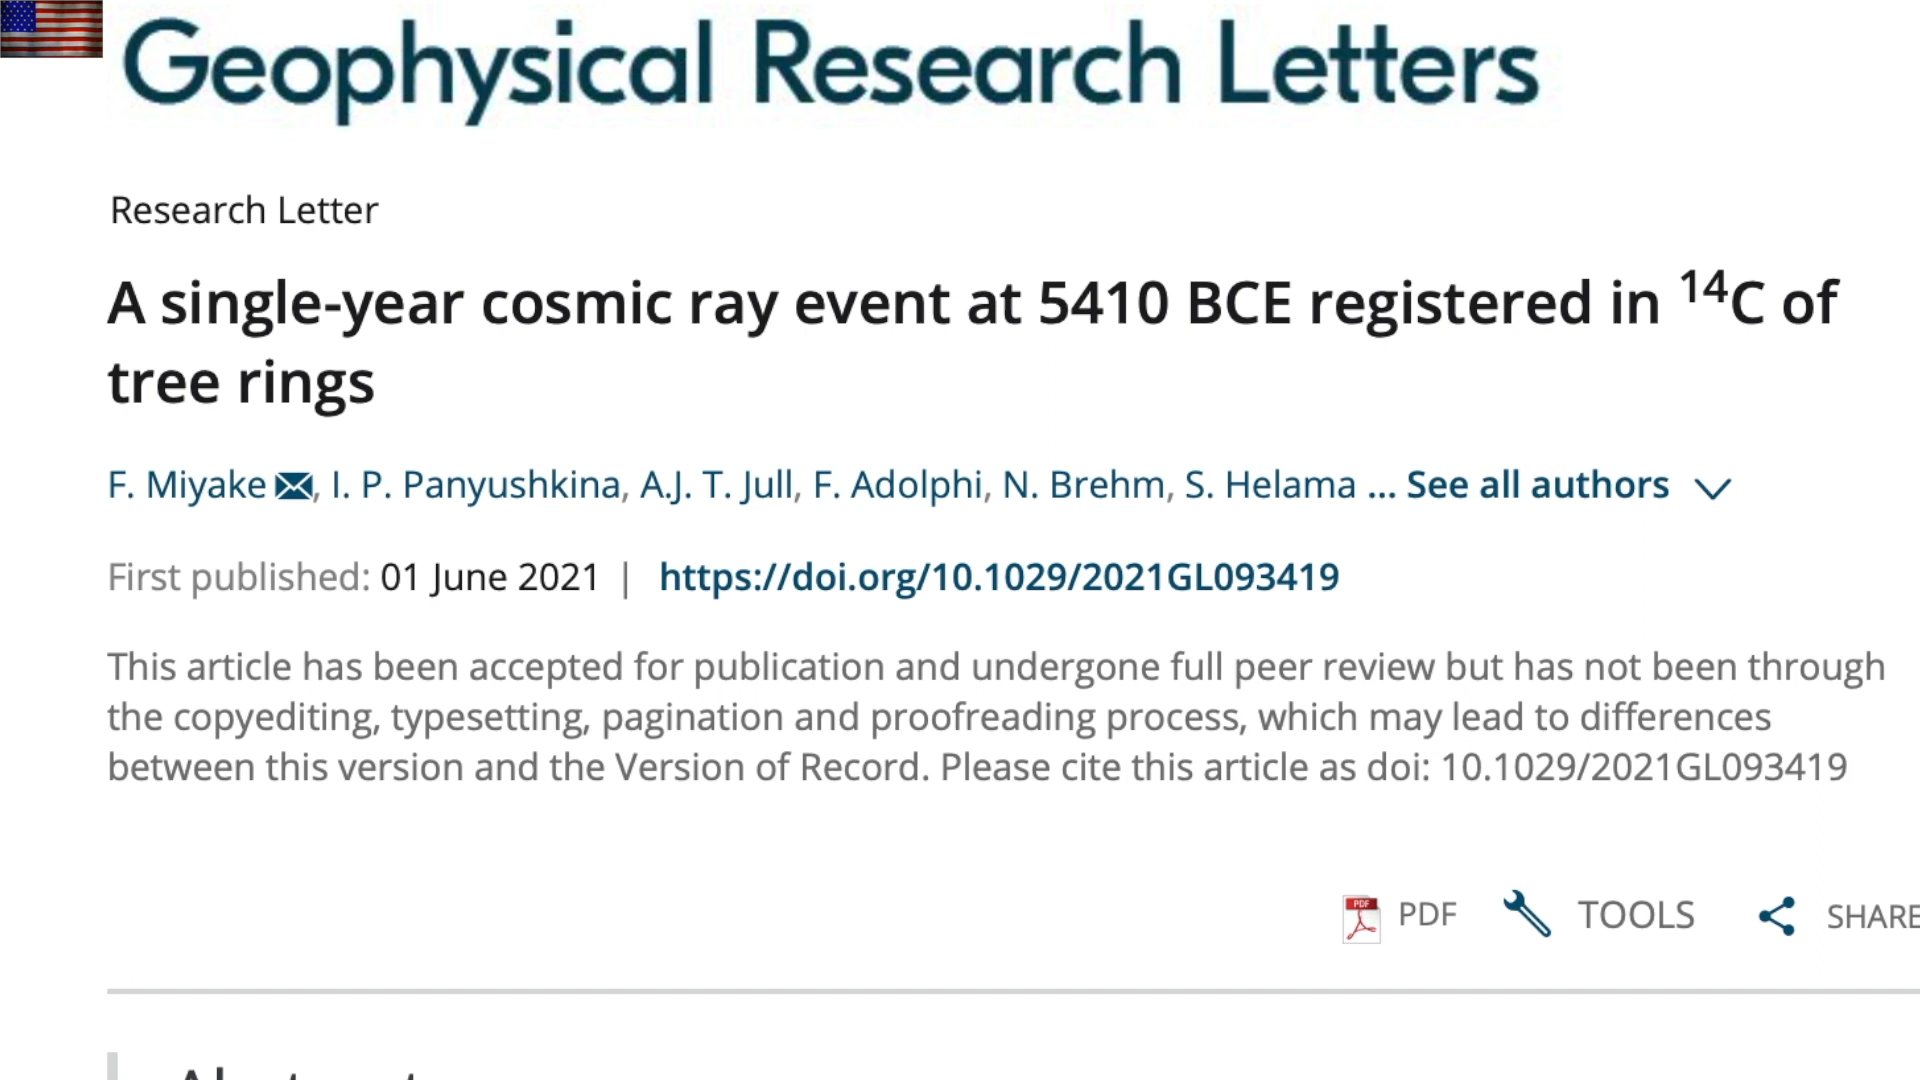 Geophysical Research Letters
Research Letter
A single-year cosmic ray event at 5410 BCE registered in ¹⁴C of
tree rings
F. Miyake, I. P. Panyushkina, A.J. T. Jull, F. Adolphi, N. Brehm, S. Helama ... See all authors
First published: 01 June 2021 | https://doi.org/10.1029/2021GL093419
This article has been accepted for publication and undergone full peer review but has not been through
the copyediting, typesetting, pagination and proofreading process, which may lead to differences
between this version and the Version of Record. Please cite this article as doi: 10.1029/2021GL093419
PDF PDF TOOLS SHARE